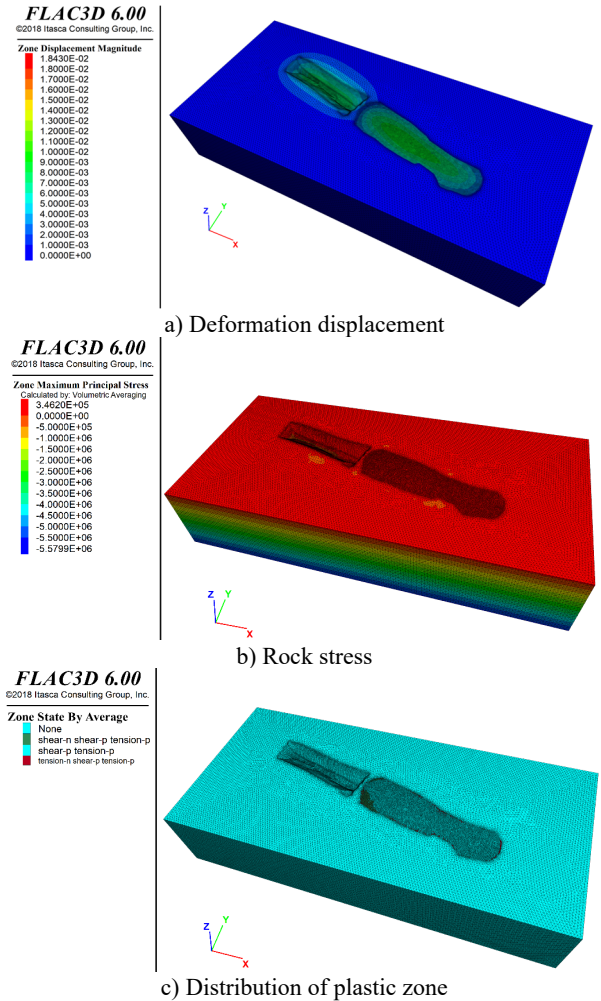 FLAC3D 6.00
©2018 Itasca Consulting Group, Inc.
Zone Displacement Magnitude
1.8430E-02
1.8000E-02
1.7000E-02
1.6000E-02
1.5000E-02
1.4000E-02
1.3000E-02
1.2000E-02
1.1000E-02
1.0000E-02
9.0000E-03
8.0000E-03
7.0000E-03
6.0000E-03
5.0000E-03
4.0000E-03
3.0000E-03
2.0000E-03
1.0000E-03
0.0000E+00
Z
Y
X
a) Deformation displacement
FLAC3D 6.00
©2018 Itasca Consulting Group, Inc.
Zone Maximum Principal Stress
Calculated by: Volumetric Averaging
3.4620E+05
0.0000E+00
-5.0000E+05
-1.0000E+06
-1.5000E+06
-2.0000E+06
-2.5000E+06
-3.0000E+06
-3.5000E+06
-4.0000E+06
-4.5000E+06
-5.0000E+06
-5.5000E+06
-5.5799E+06
Z
Y
X
b) Rock stress
FLAC3D 6.00
©2018 Itasca Consulting Group, Inc.
Zone State By Average
None
shear-n shear-p tension-p
shear-p tension-p
tension-n shear-p tension-p
Z
Y
X
c) Distribution of plastic zone